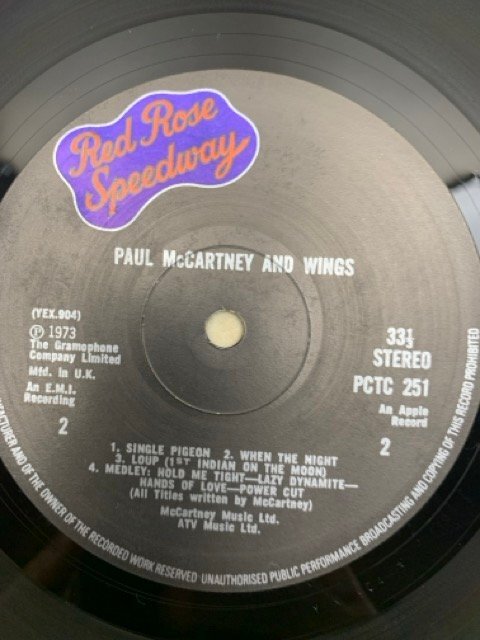 Red Rose
Speedway
PAUL McCARTNEY AND WINGS
(YEX.904)
Ⓟ 1973
The Gramophone
Company Limited
Mfd. in U.K.
An E.M.I.
Recording
2
33⅓
STEREO
PCTC 251
An Apple
Record
2
1. SINGLE PIGEON 2. WHEN THE NIGHT
3. LOUP (1ST INDIAN ON THE MOON)
4. MEDLEY: HOLD ME TIGHT—LAZY DYNAMITE—
HANDS OF LOVE—POWER CUT
(All Titles written by McCartney)
McCartney Music Ltd.
ATV Music Ltd.
AND OF THE OWNER OF THE RECORDED WORK RESERVED UNAUTHORISED PUBLIC PERFORMANCE BROADCASTING AND COPYING OF THIS RECORD PROHIBITED